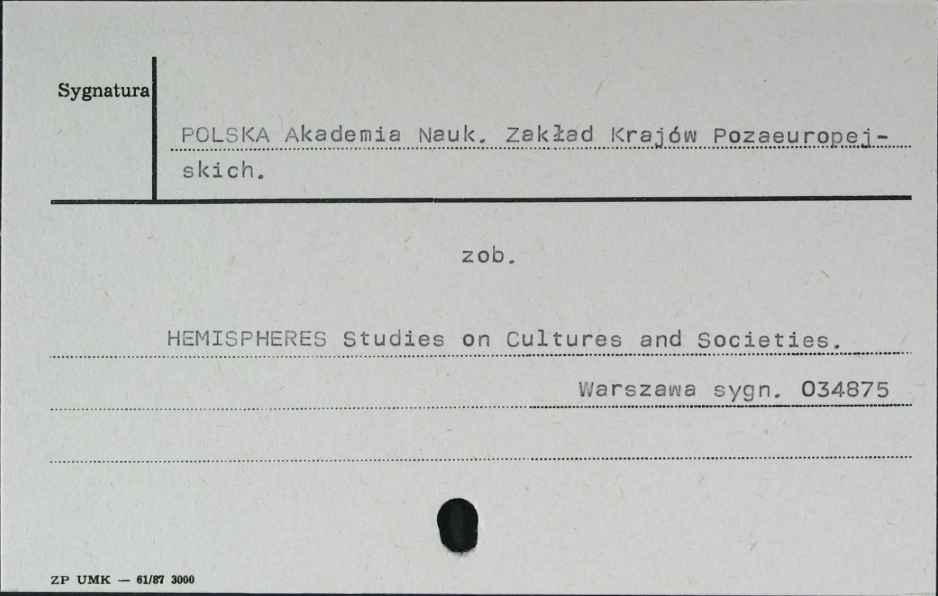 Sygnatura
POLSKA Akademia Nauk. Zakład Krajów Pozaeuropej-
skich.
zob.
HEMISPHERES Studies on Cultures and Societies.
Warszawa sygn. 034875
ZP UMK — 61/87 3000